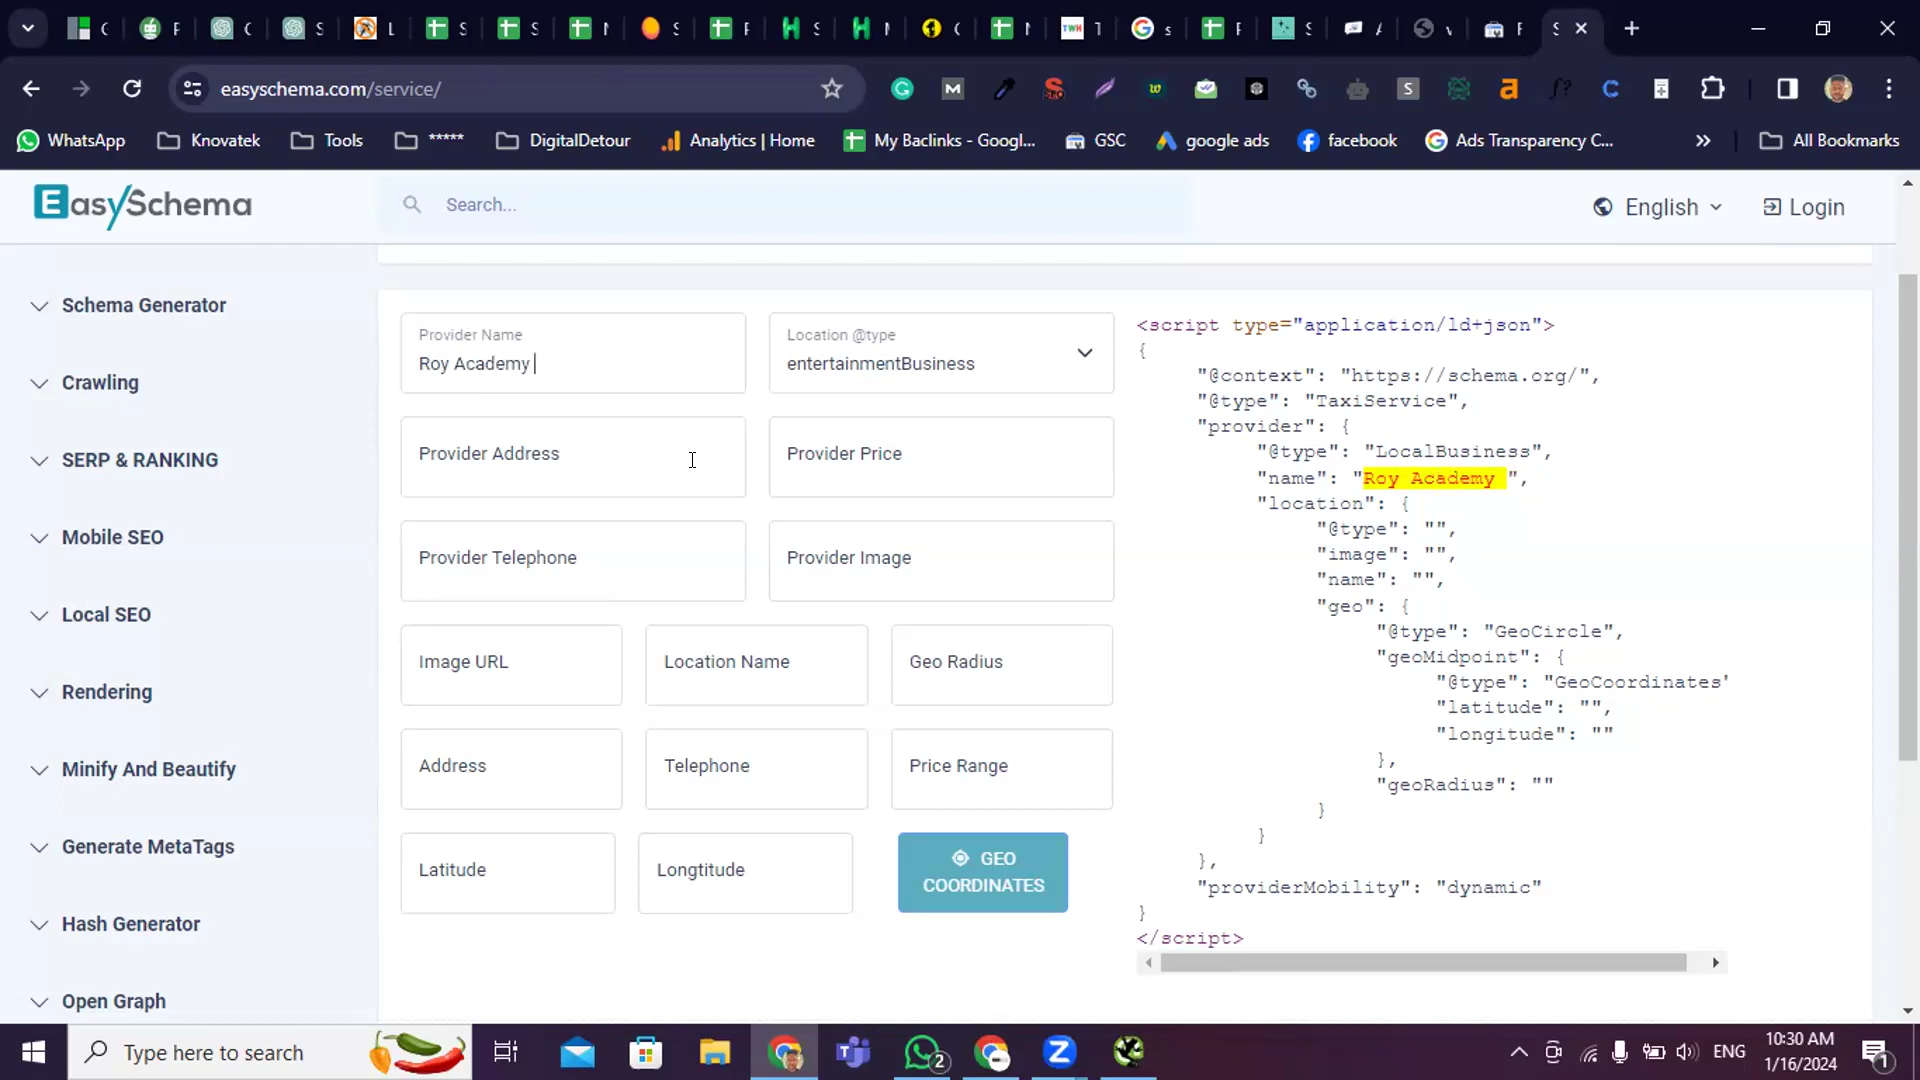 easyschema.com/service/
WhatsApp
Knovatek
Tools
*****
DigitalDetour
Analytics | Home
My Baclinks - Googl...
GSC
google ads
facebook
Ads Transparency C...
»
All Bookmarks
EasySchema
Search...
English
Login
Schema Generator
Crawling
SERP & RANKING
Mobile SEO
Local SEO
Rendering
Minify And Beautify
Generate MetaTags
Hash Generator
Open Graph
Provider Name
Roy Academy
Location @type
entertainmentBusiness
Provider Address
Provider Price
Provider Telephone
Provider Image
Image URL
Location Name
Geo Radius
Address
Telephone
Price Range
Latitude
Longtitude
GEO
COORDINATES
<script type="application/ld+json">
{
"@context": "https://schema.org/",
"@type": "TaxiService",
"provider": {
"@type": "LocalBusiness",
"name": "Roy Academy ",
"location": {
"@type": "",
"image": "",
"name": "",
"geo": {
"@type": "GeoCircle",
"geoMidpoint": {
"@type": "GeoCoordinates'
"latitude": "",
"longitude": ""
},
"geoRadius": ""
}
}
},
"providerMobility": "dynamic"
}
</script>
Type here to search
2
ENG
10:30 AM
1/16/2024
1